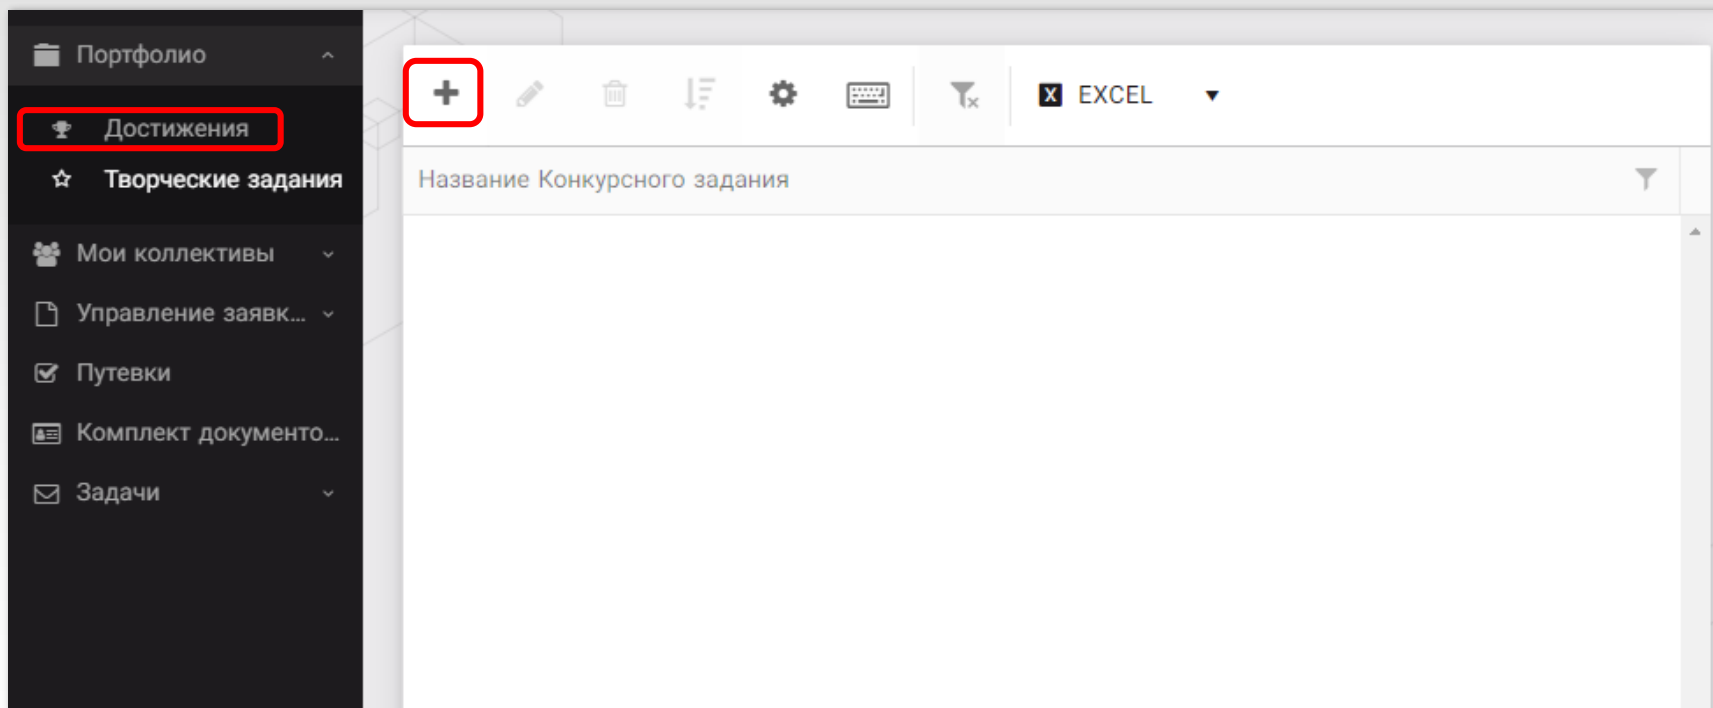 Портфолио
Достижения
Творческие задания
Мои коллективы
Управление заявк...
Путевки
Комплект документо...
Задачи
X EXCEL
Название Конкурсного задания